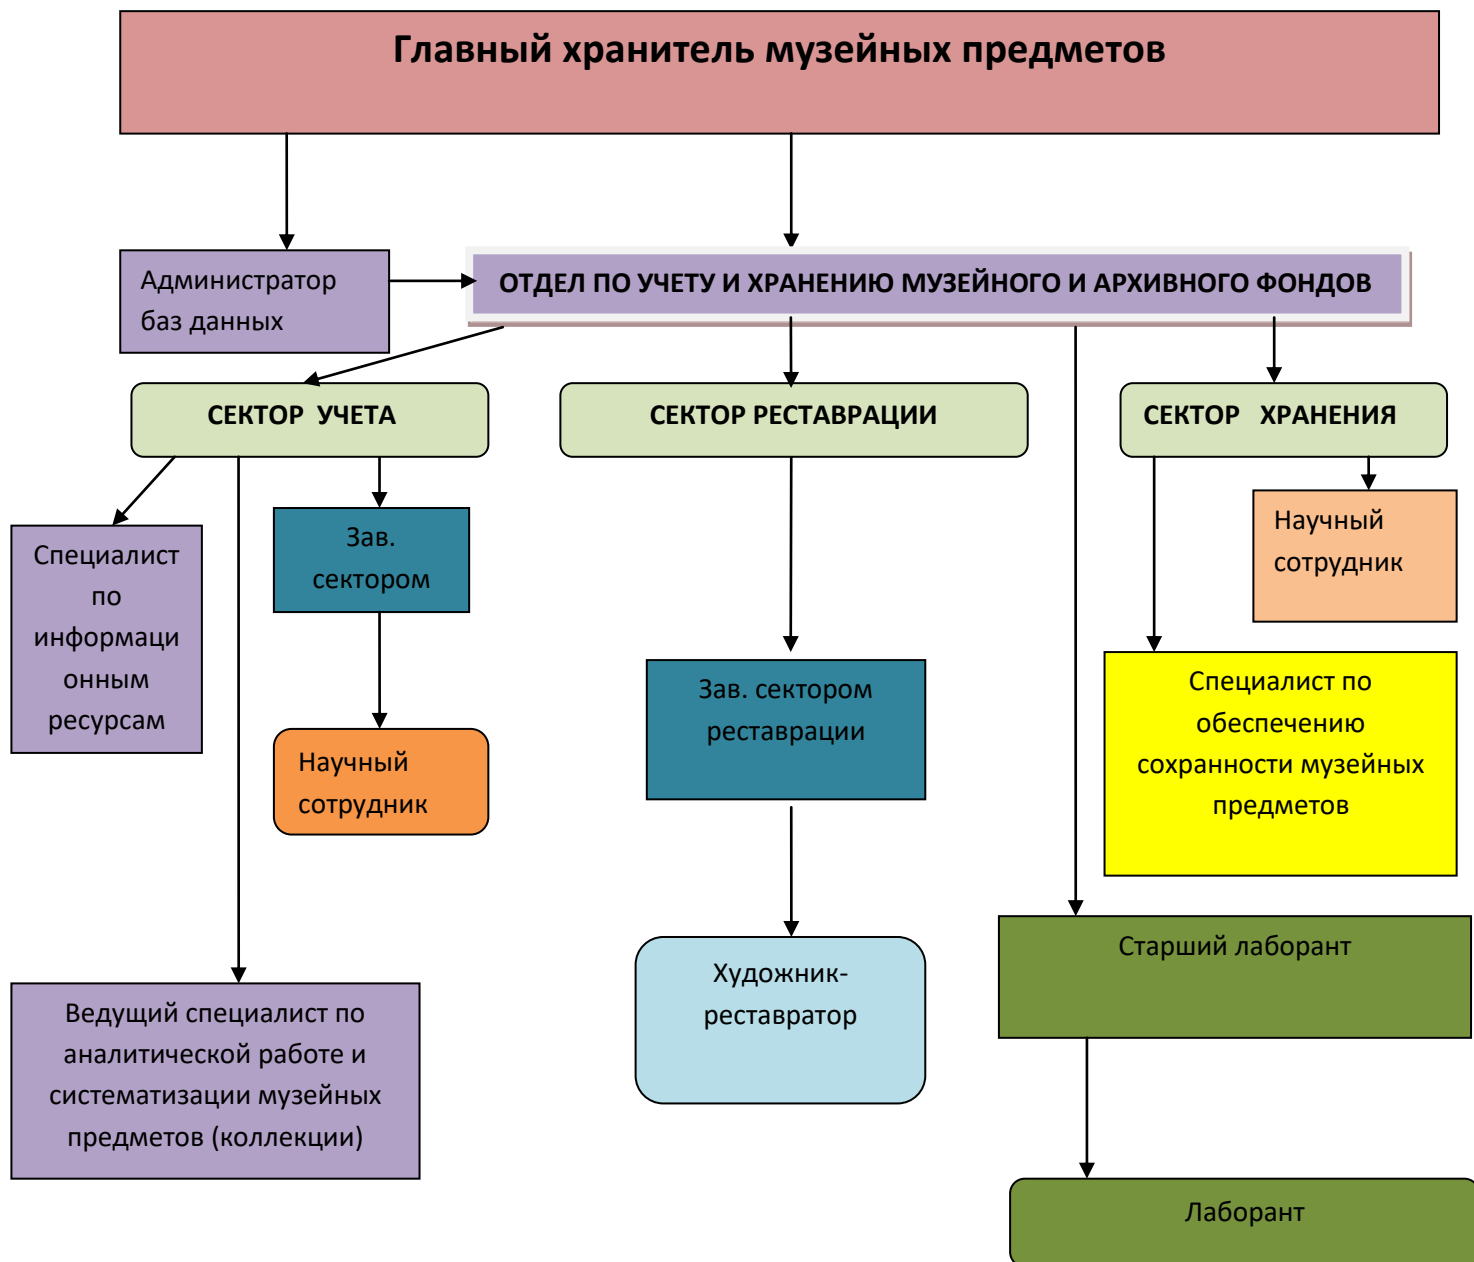 Главный хранитель музейных предметов
Администратор
баз данных
ОТДЕЛ ПО УЧЕТУ И ХРАНЕНИЮ МУЗЕЙНОГО И АРХИВНОГО ФОНДОВ
СЕКТОР УЧЕТА
СЕКТОР РЕСТАВРАЦИИ
СЕКТОР ХРАНЕНИЯ
Специалист
по
информаци
онным
ресурсам
Зав.
сектором
Научный
сотрудник
Научный
сотрудник
Зав. сектором
реставрации
Специалист по
обеспечению
сохранности музейных
предметов
Ведущий специалист по
аналитической работе и
систематизации музейных
предметов (коллекции)
Художник-
реставратор
Старший лаборант
Лаборант